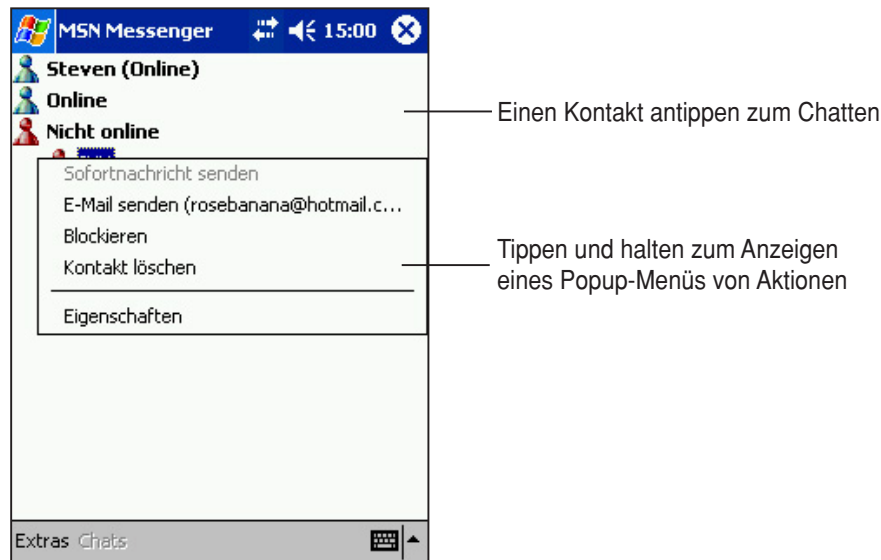 MSN Messenger 15:00
Steven (Online)
Online
Einen Kontakt antippen zum Chatten
Nicht online
Sofortnachricht senden
E-Mail senden (rosebanana@hotmail.c...
Blockieren
Kontakt löschen
Tippen und halten zum Anzeigen
eines Popup-Menüs von Aktionen
Eigenschaften
Extras Chats